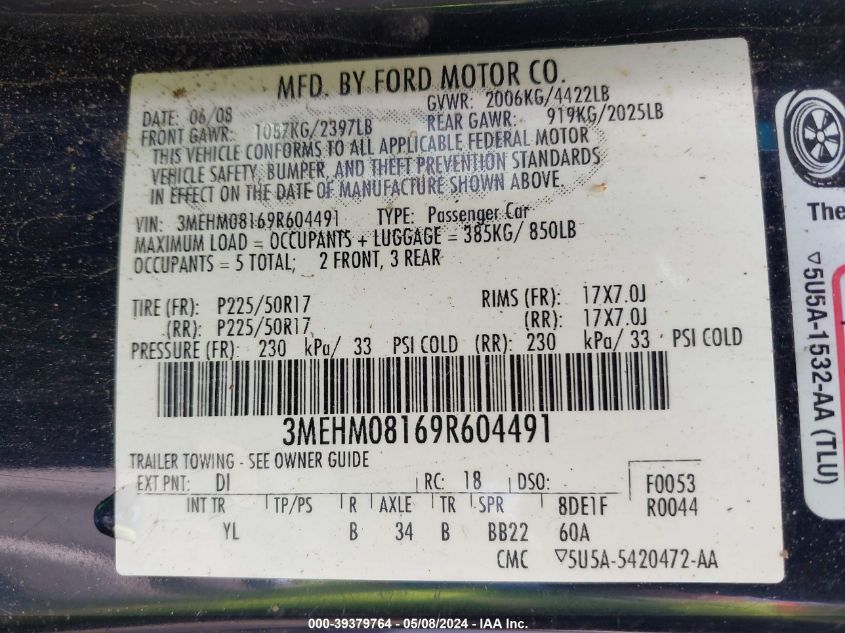 MFD. BY FORD MOTOR CO.
DATE: 06/08 GVWR: 2006KG/4422LB
FRONT GAWR: 1087KG/2397LB REAR GAWR: 919KG/2025LB
THIS VEHICLE CONFORMS TO ALL APPLICABLE FEDERAL MOTOR
VEHICLE SAFETY, BUMPER, AND THEFT PREVENTION STANDARDS
IN EFFECT ON THE DATE OF MANUFACTURE SHOWN ABOVE.
VIN: 3MEHM08169R604491 TYPE: Passenger Car
MAXIMUM LOAD = OCCUPANTS + LUGGAGE = 385KG/ 850LB
OCCUPANTS = 5 TOTAL; 2 FRONT, 3 REAR
TIRE (FR): P225/50R17 RIMS (FR): 17X7.0J
(RR): P225/50R17 (RR): 17X7.0J
PRESSURE (FR): 230 kPa/ 33 PSI COLD (RR): 230 kPa/ 33 PSI COLD
3MEHM08169R604491
TRAILER TOWING - SEE OWNER GUIDE
EXT PNT: DI RC: 18 DSO: F0053
INT TR TP/PS R AXLE TR SPR 8DE1F R0044
YL B 34 B BB22 60A
CMC ▽5U5A-5420472-AA
The
▽5U5A-1532-AA (TLU)
000-39379764 - 05/08/2024 - IAA Inc.